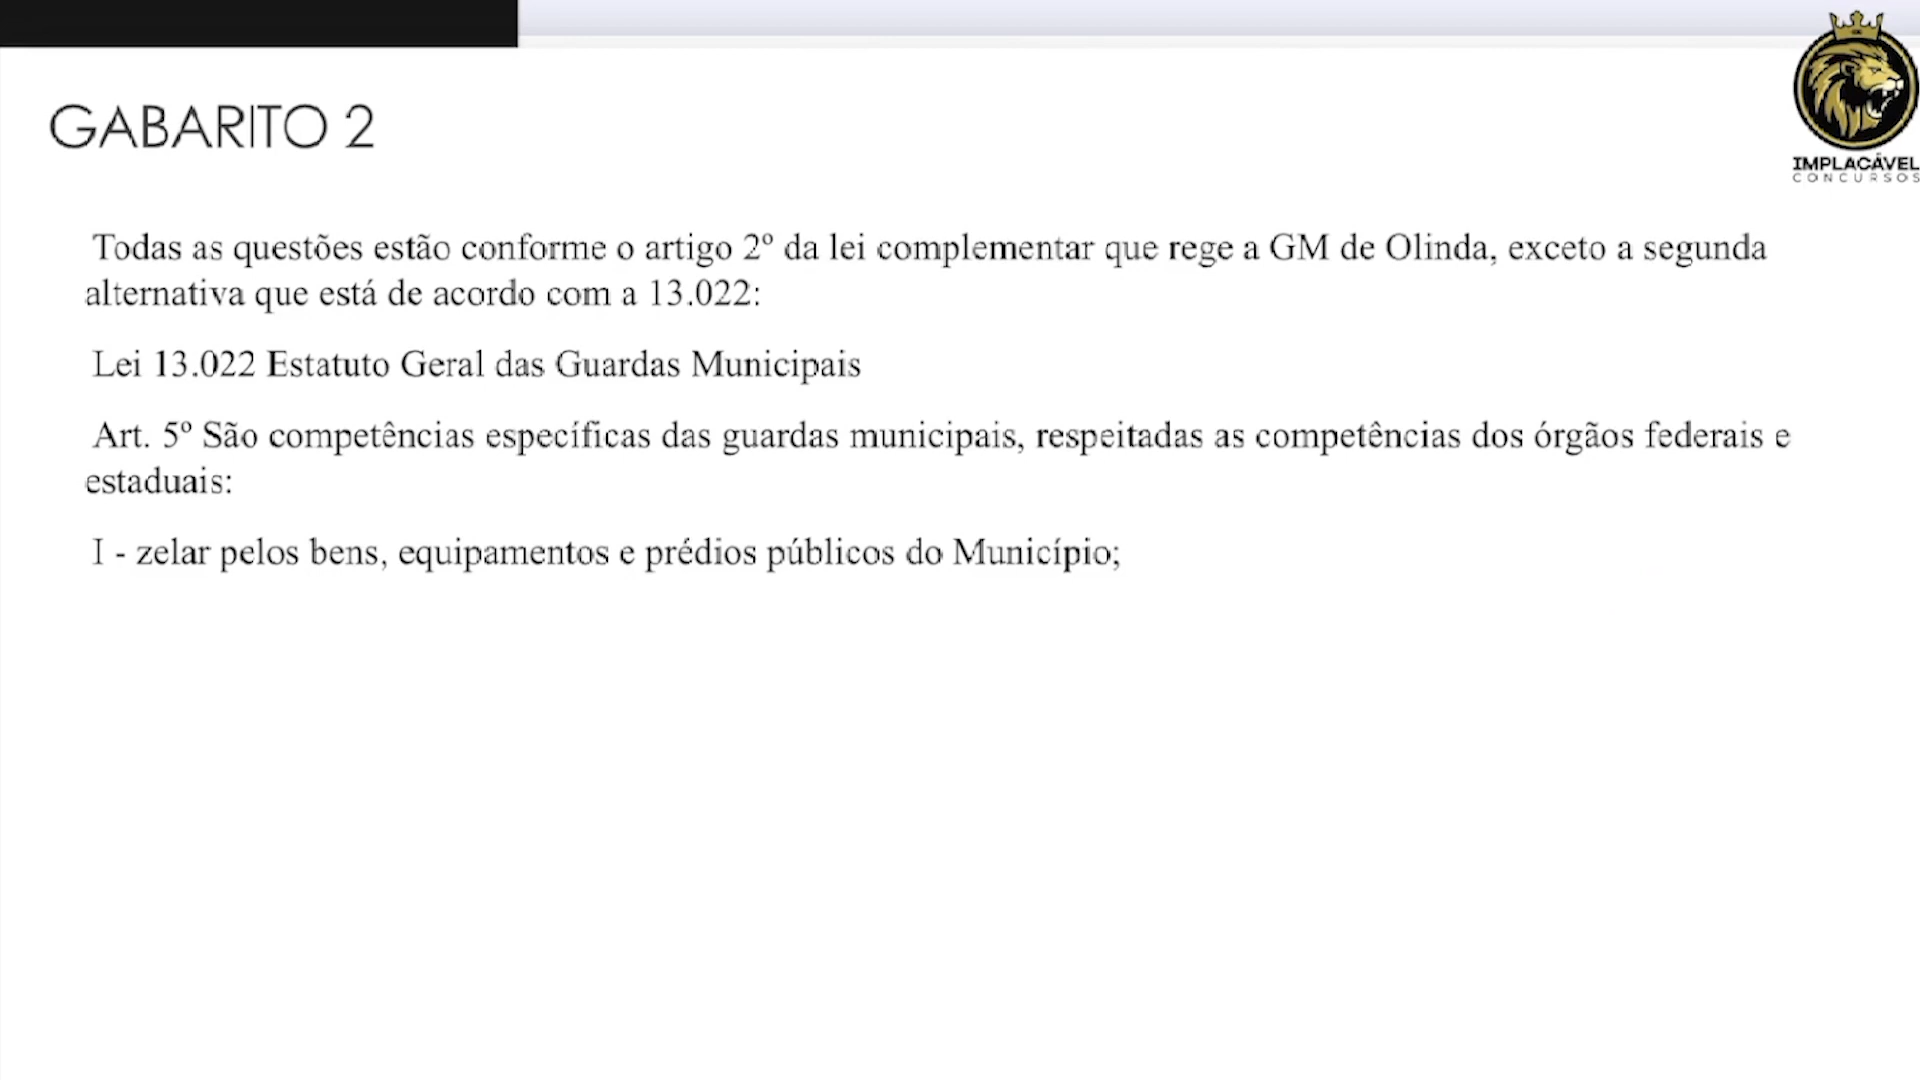 GABARITO 2
IMPLACÁVEL
CONCURSOS
Todas as questões estão conforme o artigo 2º da lei complementar que rege a GM de Olinda, exceto a segunda
alternativa que está de acordo com a 13.022:
Lei 13.022 Estatuto Geral das Guardas Municipais
Art. 5º São competências específicas das guardas municipais, respeitadas as competências dos órgãos federais e
estaduais:
I - zelar pelos bens, equipamentos e prédios públicos do Município;